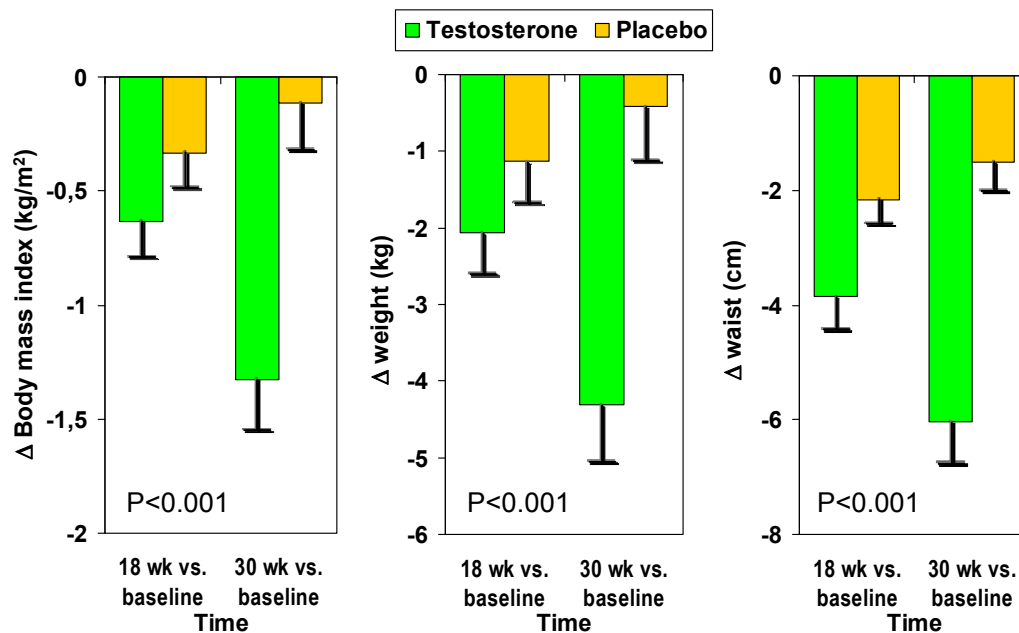 Testosterone Placebo
Δ Body mass index (kg/m²)
0
-0,5
-1
-1,5
-2
P<0.001
18 wk vs. baseline
30 wk vs. baseline
Time
Δ weight (kg)
0
-1
-2
-3
-4
-5
-6
P<0.001
18 wk vs. baseline
30 wk vs. baseline
Time
Δ waist (cm)
0
-2
-4
-6
-8
P<0.001
18 wk vs. baseline
30 wk vs. baseline
Time